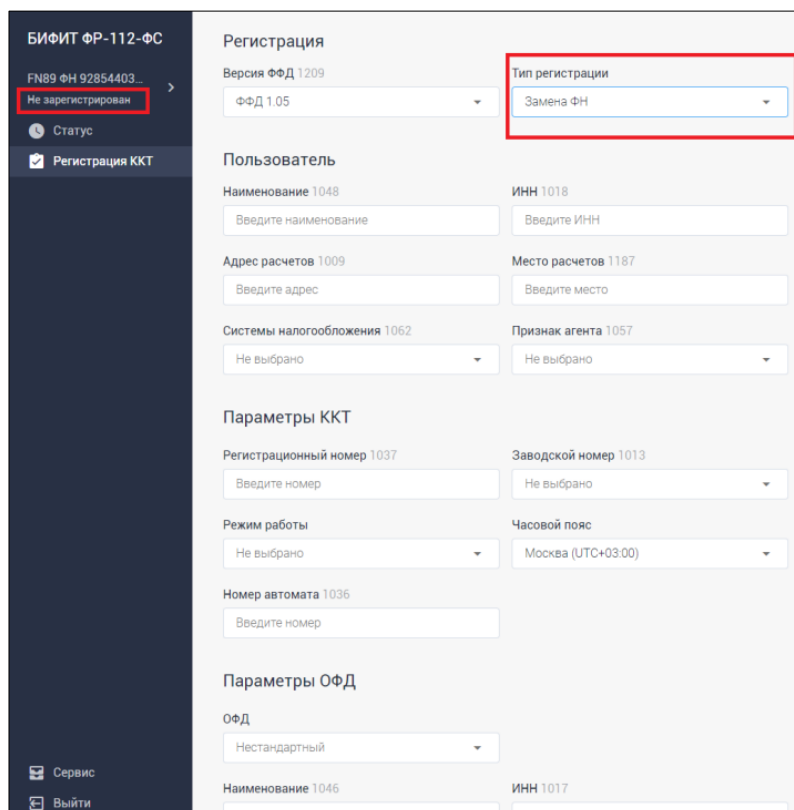 БИФИТ ФР-112-ФС
FN89 ФН 92854403...
Не зарегистрирован
Статус
Регистрация ККТ
Сервис
Выйти
Регистрация
Версия ФФД 1209
Тип регистрации
ФФД 1.05
Замена ФН
Пользователь
Наименование 1048
ИНН 1018
Введите наименование
Введите ИНН
Адрес расчетов 1009
Место расчетов 1187
Введите адрес
Введите место
Системы налогообложения 1062
Признак агента 1057
Не выбрано
Не выбрано
Параметры ККТ
Регистрационный номер 1037
Заводской номер 1013
Введите номер
Не выбрано
Режим работы
Часовой пояс
Не выбрано
Москва (UTC+03:00)
Номер автомата 1036
Введите номер
Параметры ОФД
ОФД
Нестандартный
Наименование 1046
ИНН 1017